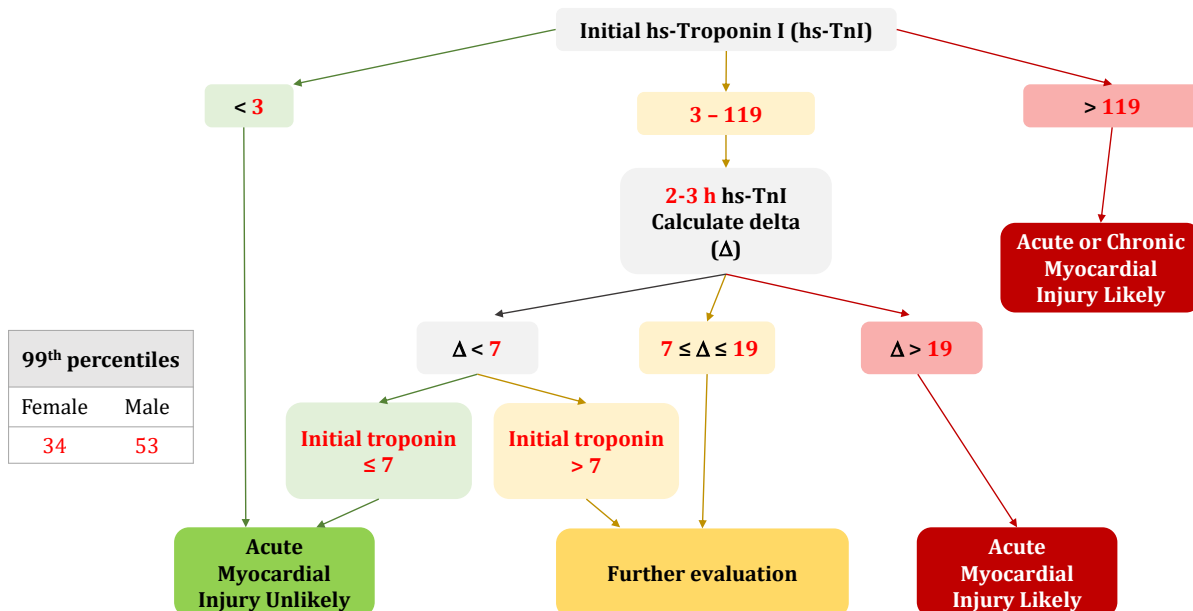 Initial hs-Troponin I (hs-TnI)
< 3
3 – 119
> 119
2-3 h hs-TnI
Calculate delta
(Δ)
Acute or Chronic
Myocardial
Injury Likely
Δ < 7
7 ≤ Δ ≤ 19
Δ > 19
99th percentiles
Female Male
34 53
Initial troponin
≤ 7
Initial troponin
> 7
Acute
Myocardial
Injury Unlikely
Further evaluation
Acute
Myocardial
Injury Likely